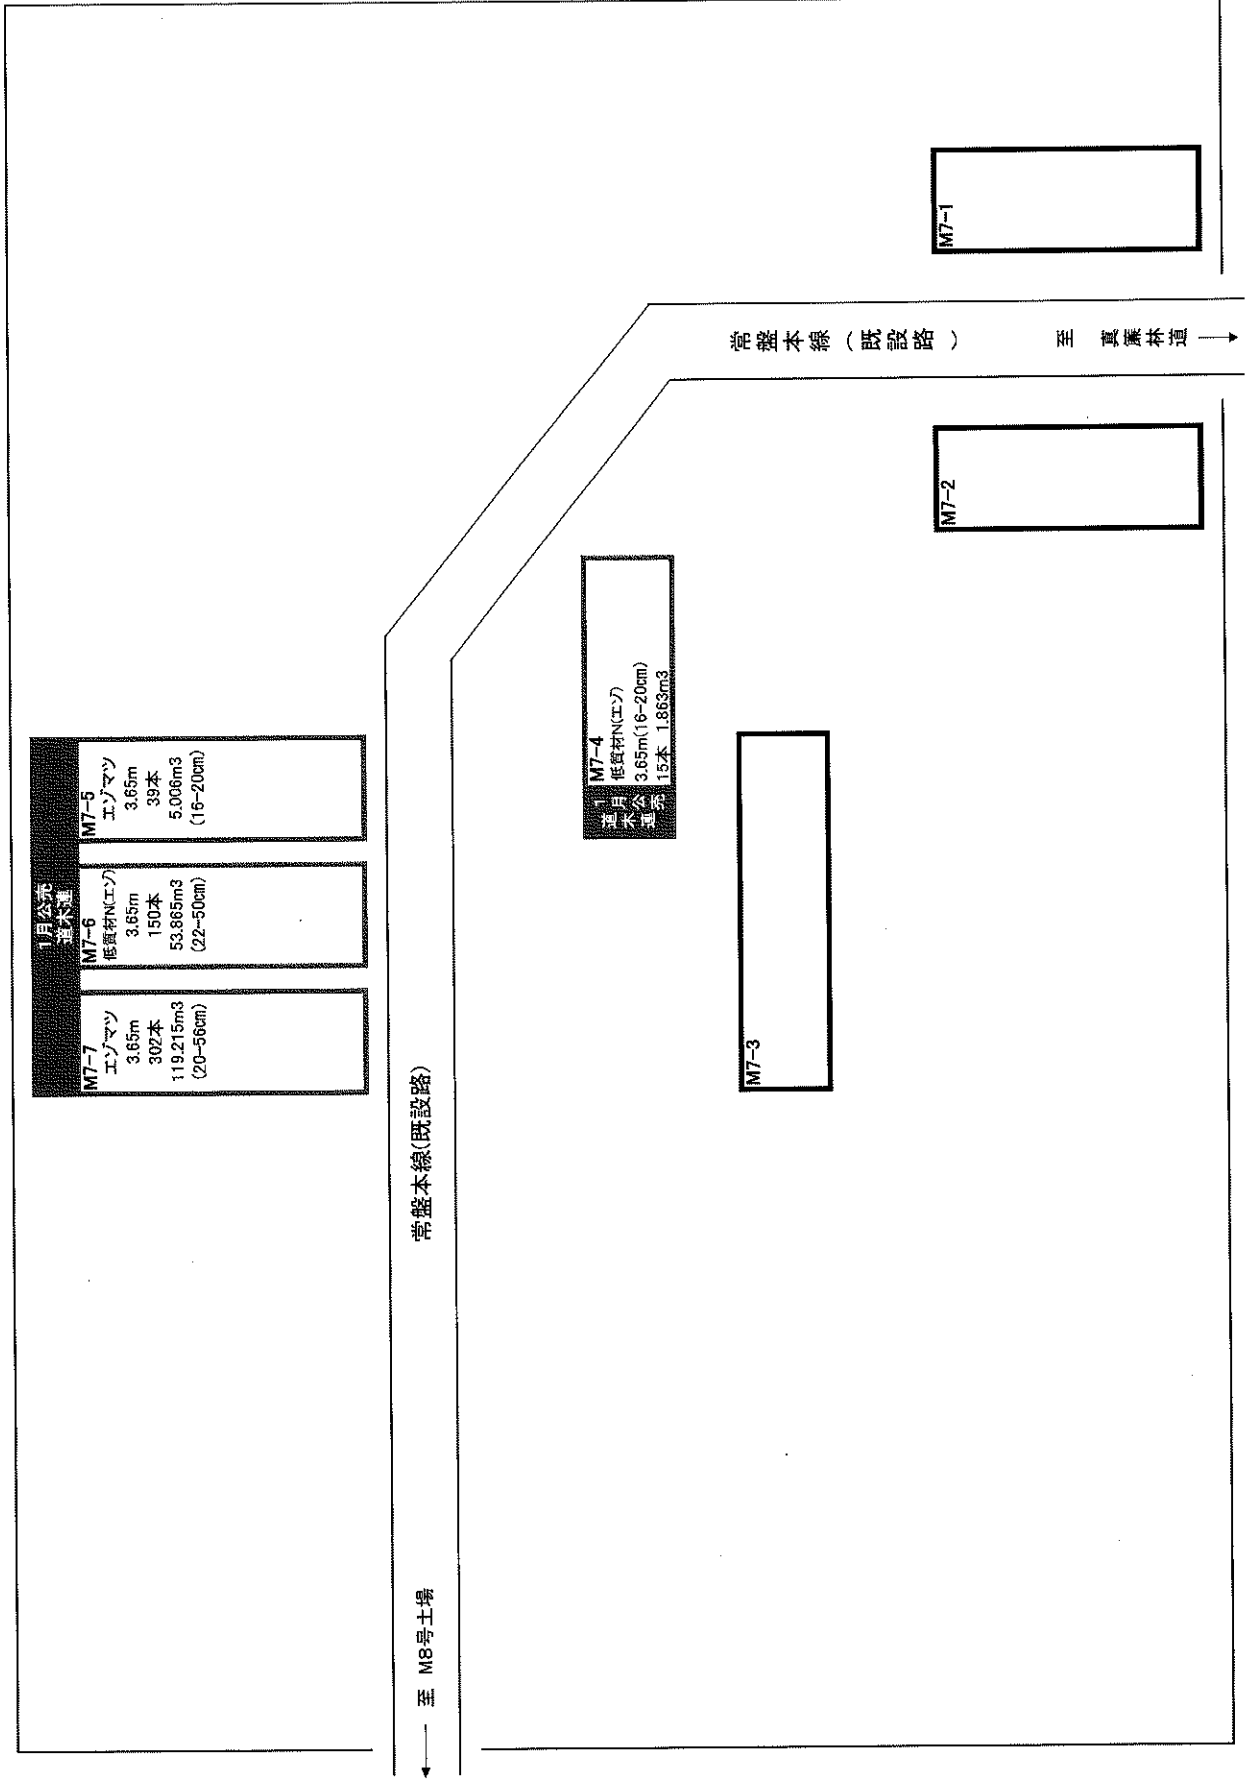 1月公売
道木連
M7-7
エゾマツ
3.65m
302本
119.215m3
(20-56cm)
M7-6
低質材N(エゾ)
3.65m
150本
53.865m3
(22-50cm)
M7-5
エゾマツ
3.65m
39本
5.006m3
(16-20cm)
← 至 M8号土場
常盤本線(既設路)
1月公売
道木連
M7-4
低質材N(エゾ)
3.65m(16-20cm)
15本 1.863m3
M7-3
常盤本線(既設路)
至 真簾林道 →
M7-2
M7-1